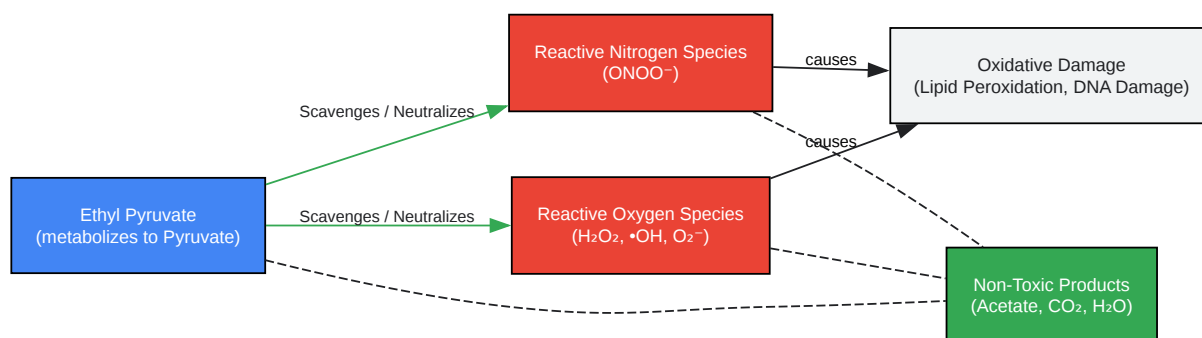 Reactive Nitrogen Species
(ONOO⁻)
causes
Oxidative Damage
(Lipid Peroxidation, DNA Damage)
Scavenges / Neutralizes
causes
Ethyl Pyruvate
(metabolizes to Pyruvate)
Scavenges / Neutralizes
Reactive Oxygen Species
(H₂O₂, •OH, O₂⁻)
Non-Toxic Products
(Acetate, CO₂, H₂O)